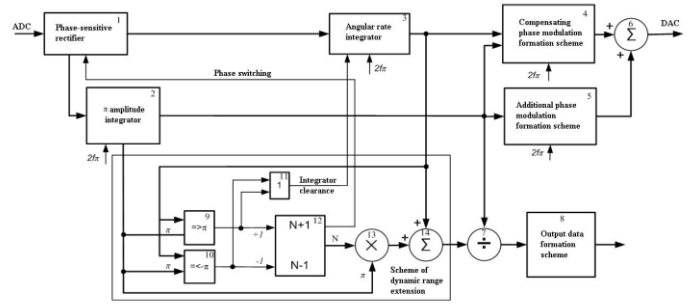 1
ADC
Phase-sensitive
rectifier
3
Angular rate
integrator
4
Compensating
phase modulation
formation scheme
6
Σ
+
+
DAC
Phase switching
2fπ
2fπ
2
π amplitude
integrator
2fπ
5
Additional phase
modulation
formation scheme
2fπ
11
1
Integrator
clearance
9
=>π
π
+1
10
=<-π
π
-1
12
N+1
N-1
N
13
×
π
+
+
14
Σ
Scheme of
dynamic range
extension
7
÷
8
Output data
formation
scheme